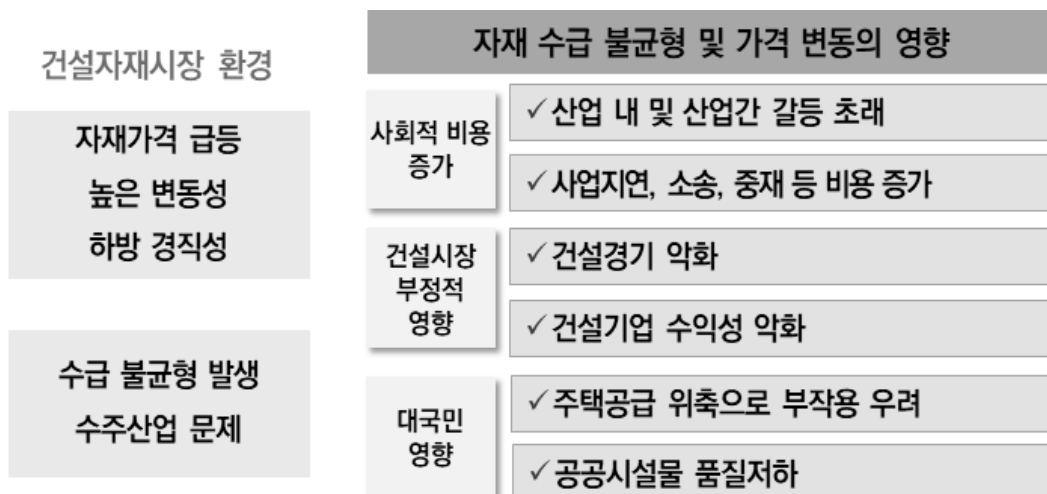 건설자재시장 환경
자재가격 급등
높은 변동성
하방 경직성
수급 불균형 발생
수주산업 문제
자재 수급 불균형 및 가격 변동의 영향
사회적 비용
증가
✓산업 내 및 산업간 갈등 초래
✓사업지연, 소송, 중재 등 비용 증가
건설시장
부정적
영향
✓건설경기 악화
✓건설기업 수익성 악화
대국민
영향
✓주택공급 위축으로 부작용 우려
✓공공시설물 품질저하